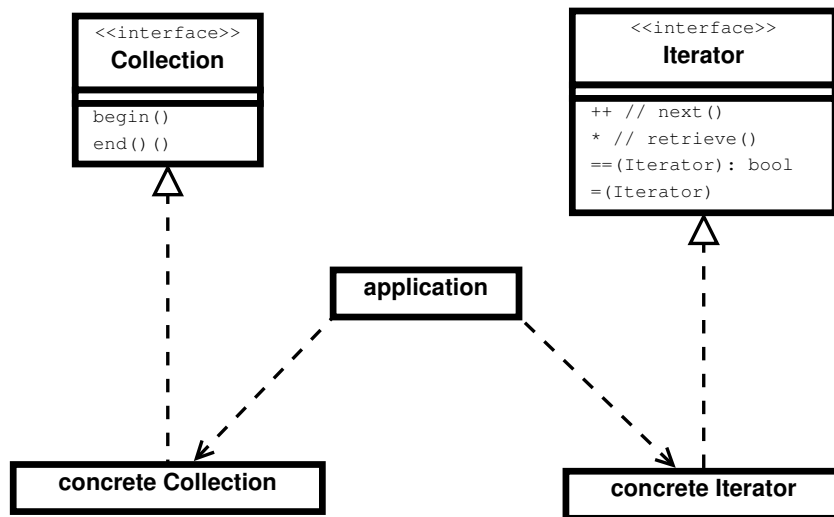 <<interface>>
Collection
begin()
end()()
<<interface>>
Iterator
++ // next()
* // retrieve()
==(Iterator): bool
=(Iterator)
application
concrete Collection
concrete Iterator